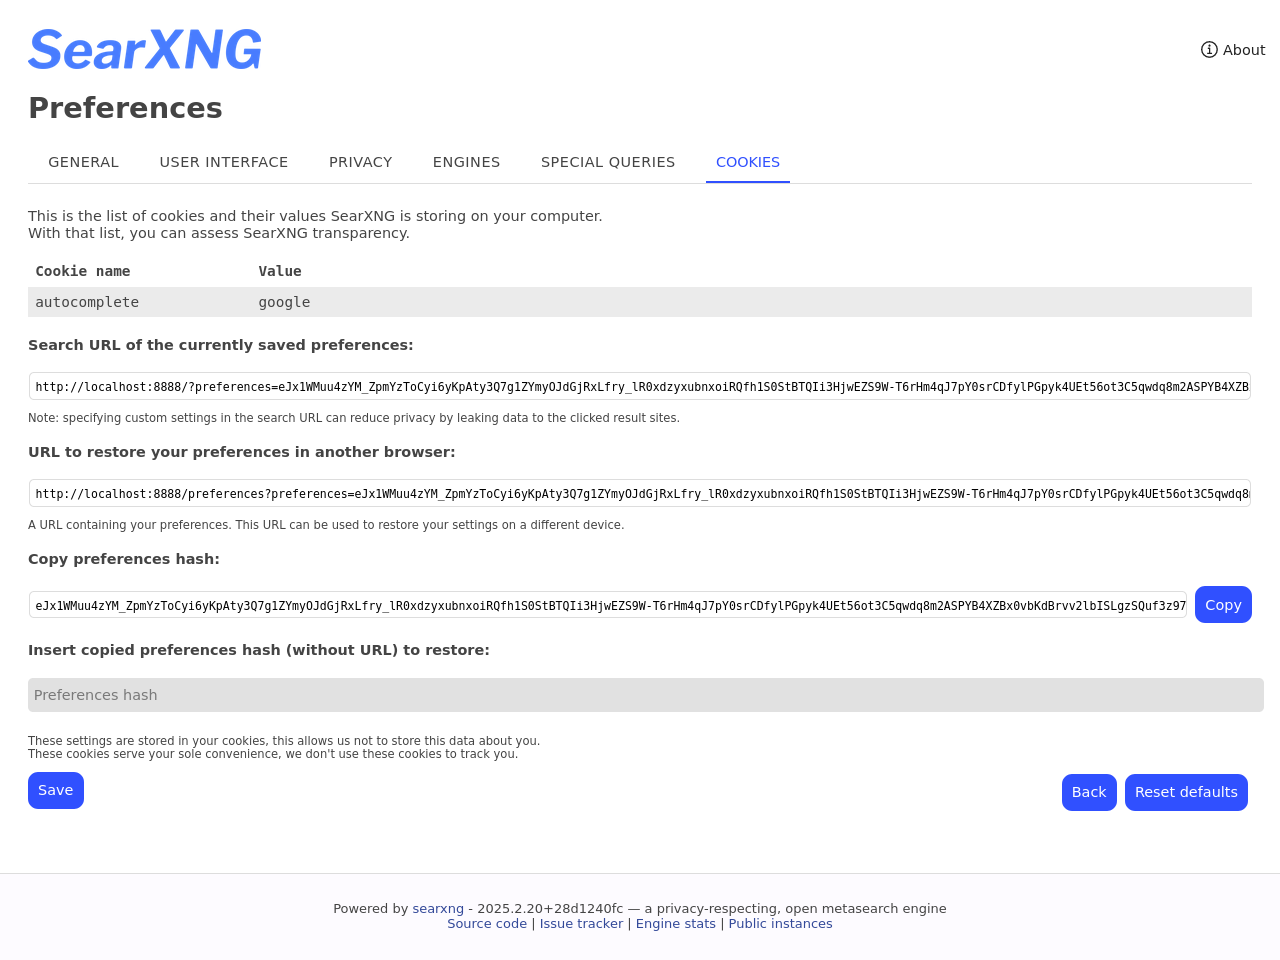 SearXNG
About
Preferences
GENERAL
USER INTERFACE
PRIVACY
ENGINES
SPECIAL QUERIES
COOKIES
This is the list of cookies and their values SearXNG is storing on your computer.
With that list, you can assess SearXNG transparency.
Cookie name Value
autocomplete google
Search URL of the currently saved preferences:
http://localhost:8888/?preferences=eJx1WMuu4zYM_ZpmYzToCyi6yKpAty3Q7g1ZYmyOJdGjRxLfry_lR0xdzyxubnxoiRQfh1S0StBTQIi3HjwEZS9W-T6rHm4qJ7pY0srCDfylPGpyk4UEt56ot3C5qwdq8m2ASPYB4XZB
Note: specifying custom settings in the search URL can reduce privacy by leaking data to the clicked result sites.
URL to restore your preferences in another browser:
http://localhost:8888/preferences?preferences=eJx1WMuu4zYM_ZpmYzToCyi6yKpAty3Q7g1ZYmyOJdGjRxLfry_lR0xdzyxubnxoiRQfh1S0StBTQIi3HjwEZS9W-T6rHm4qJ7pY0srCDfylPGpyk4UEt56ot3C5qwdq8
A URL containing your preferences. This URL can be used to restore your settings on a different device.
Copy preferences hash:
eJx1WMuu4zYM_ZpmYzToCyi6yKpAty3Q7g1ZYmyOJdGjRxLfry_lR0xdzyxubnxoiRQfh1S0StBTQIi3HjwEZS9W-T6rHm4qJ7pY0srCDfylPGpyk4UEt56ot3C5qwdq8m2ASPYB4XZBx0vbKdBrvv2lbISLgzSQuf3z97
Copy
Insert copied preferences hash (without URL) to restore:
Preferences hash
These settings are stored in your cookies, this allows us not to store this data about you.
These cookies serve your sole convenience, we don't use these cookies to track you.
Save
Back
Reset defaults
Powered by searxng - 2025.2.20+28d1240fc — a privacy-respecting, open metasearch engine
Source code | Issue tracker | Engine stats | Public instances